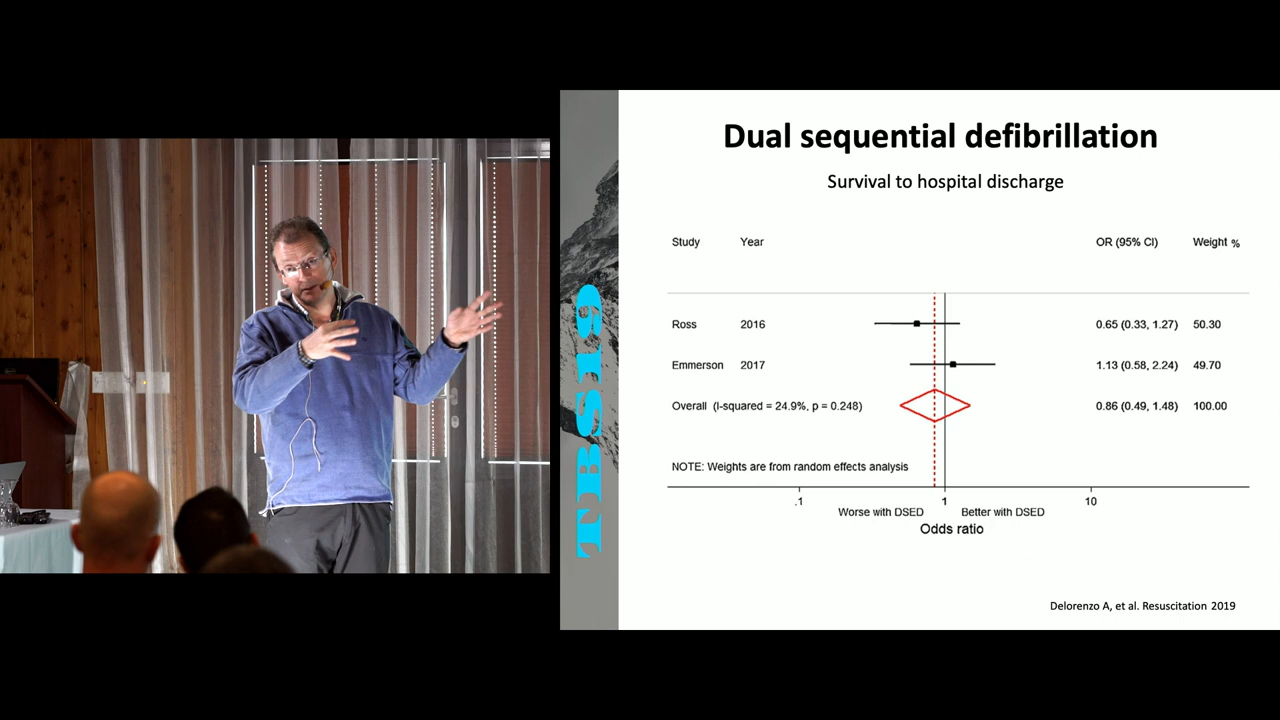 Dual sequential defibrillation
Survival to hospital discharge
Study Year OR (95% CI) Weight %
Ross 2016 0.65 (0.33, 1.27) 50.30
Emmerson 2017 1.13 (0.58, 2.24) 49.70
Overall (I-squared = 24.9%, p = 0.248) 0.86 (0.49, 1.48) 100.00
NOTE: Weights are from random effects analysis
.1 1 10
Worse with DSED Better with DSED
Odds ratio
Delorenzo A, et al. Resuscitation 2019
TBS19